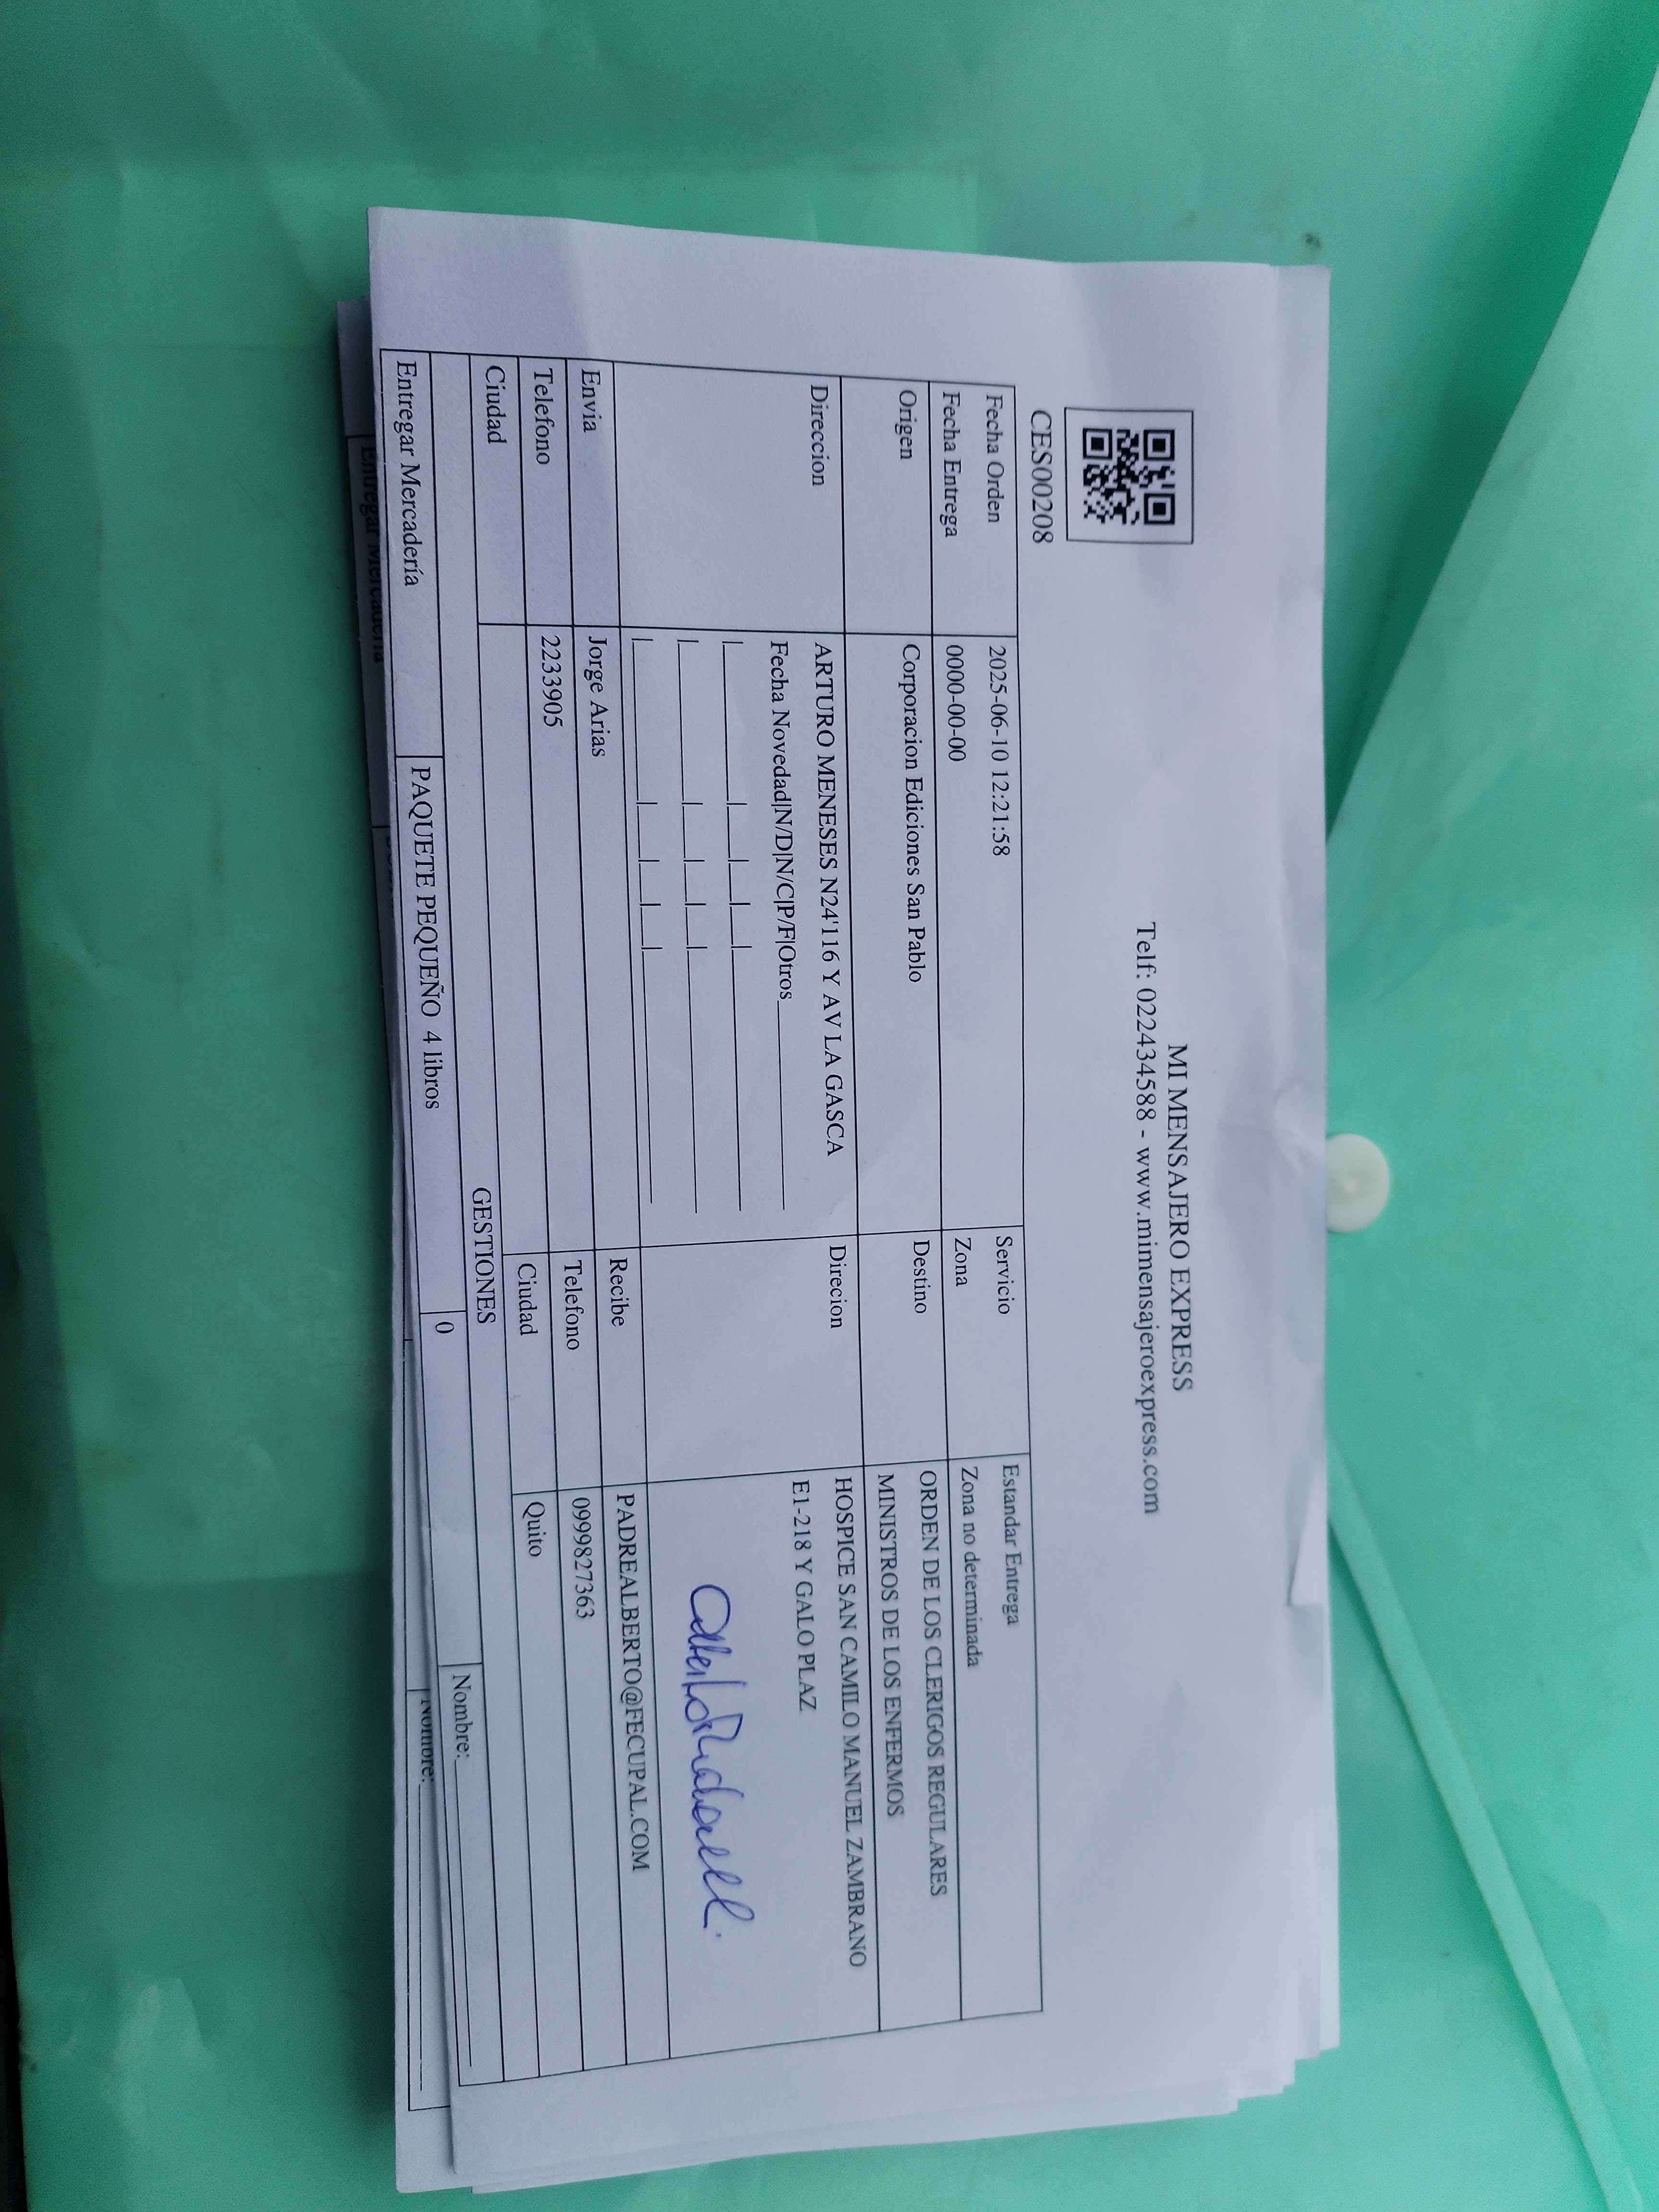 MI MENSAJERO EXPRESS
Telf: 022434588 - www.mimensajeroexpress.com
CES00208
Fecha Orden 2025-06-10 12:21:58 Servicio Estandar Entrega
Fecha Entrega 0000-00-00 Zona Zona no determinada
Origen Corporacion Ediciones San Pablo Destino ORDEN DE LOS CLERIGOS REGULARES
MINISTROS DE LOS ENFERMOS
Direccion ARTURO MENESES N24'116 Y AV LA GASCA Direcion HOSPICE SAN CAMILO MANUEL ZAMBRANO
E1-218 Y GALO PLAZ
Fecha Novedad|N/D|N/C|P/F|Otros
Envia Jorge Arias Recibe PADREALBERTO@FECUPAL.COM
Telefono 2233905 Telefono 0999827363
Ciudad Ciudad Quito
GESTIONES
Entregar Mercadería PAQUETE PEQUEÑO 4 libros 0 Nombre:
Entregar Mercadería Nombre: